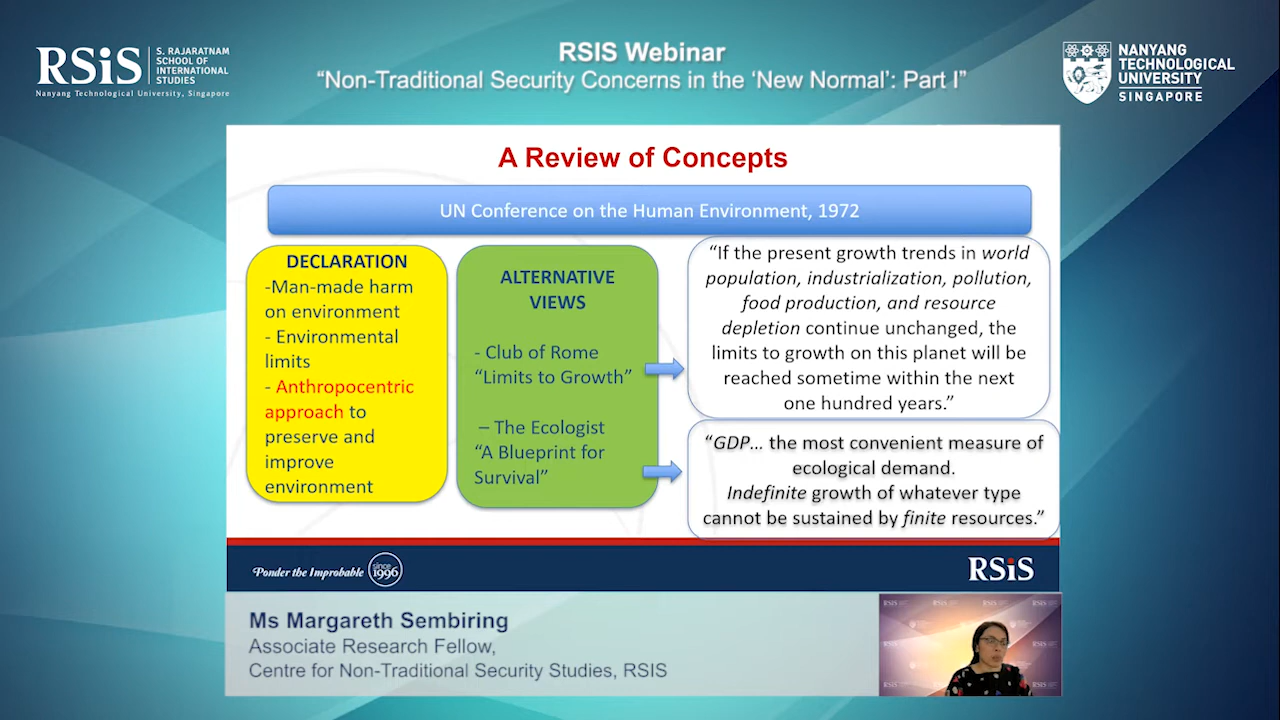 RSiS
S. RAJARATNAM
SCHOOL OF
INTERNATIONAL
STUDIES
Nanyang Technological University, Singapore
RSIS Webinar
“Non-Traditional Security Concerns in the ‘New Normal’: Part I”
NANYANG
TECHNOLOGICAL
UNIVERSITY
SINGAPORE
A Review of Concepts
UN Conference on the Human Environment, 1972
DECLARATION
-Man-made harm
on environment
- Environmental
limits
- Anthropocentric
approach to
preserve and
improve
environment
ALTERNATIVE
VIEWS
- Club of Rome
“Limits to Growth”
– The Ecologist
“A Blueprint for
Survival”
“If the present growth trends in world
population, industrialization, pollution,
food production, and resource
depletion continue unchanged, the
limits to growth on this planet will be
reached sometime within the next
one hundred years.”
“GDP... the most convenient measure of
ecological demand.
Indefinite growth of whatever type
cannot be sustained by finite resources.”
Ponder the Improbable
since
1996
RSiS
Ms Margareth Sembiring
Associate Research Fellow,
Centre for Non-Traditional Security Studies, RSIS